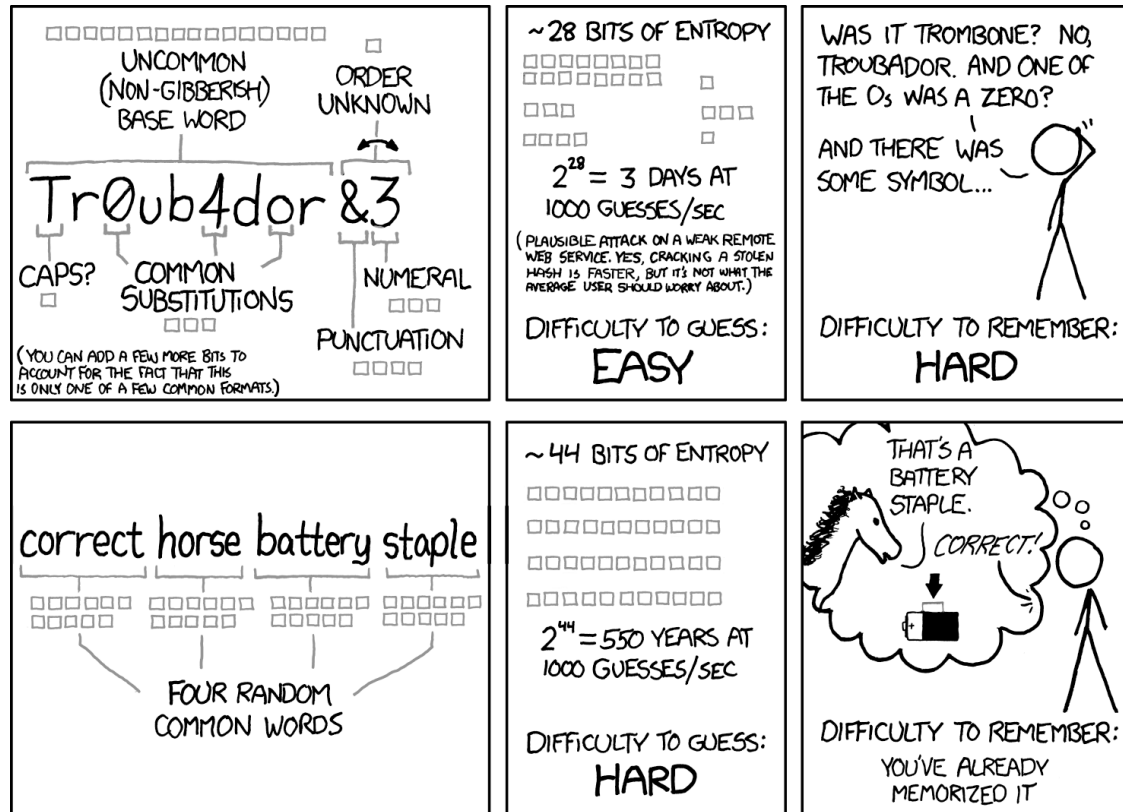 UNCOMMON
(NON-GIBBERISH)
BASE WORD
ORDER
UNKNOWN
Tr0ub4dor &3
CAPS?
COMMON
SUBSTITUTIONS
NUMERAL
PUNCTUATION
(YOU CAN ADD A FEW MORE BITS TO
ACCOUNT FOR THE FACT THAT THIS
IS ONLY ONE OF A FEW COMMON FORMATS.)
~28 BITS OF ENTROPY
2²⁸ = 3 DAYS AT
1000 GUESSES/SEC
(PLAUSIBLE ATTACK ON A WEAK REMOTE
WEB SERVICE. YES, CRACKING A STOLEN
HASH IS FASTER, BUT IT'S NOT WHAT THE
AVERAGE USER SHOULD WORRY ABOUT.)
DIFFICULTY TO GUESS:
EASY
WAS IT TROMBONE? NO,
TROUBADOR. AND ONE OF
THE Os WAS A ZERO?
AND THERE WAS
SOME SYMBOL...
DIFFICULTY TO REMEMBER:
HARD
correct horse battery staple
FOUR RANDOM
COMMON WORDS
~44 BITS OF ENTROPY
2⁴⁴ = 550 YEARS AT
1000 GUESSES/SEC
DIFFICULTY TO GUESS:
HARD
THAT'S A
BATTERY
STAPLE.
CORRECT!
+
DIFFICULTY TO REMEMBER:
YOU'VE ALREADY
MEMORIZED IT